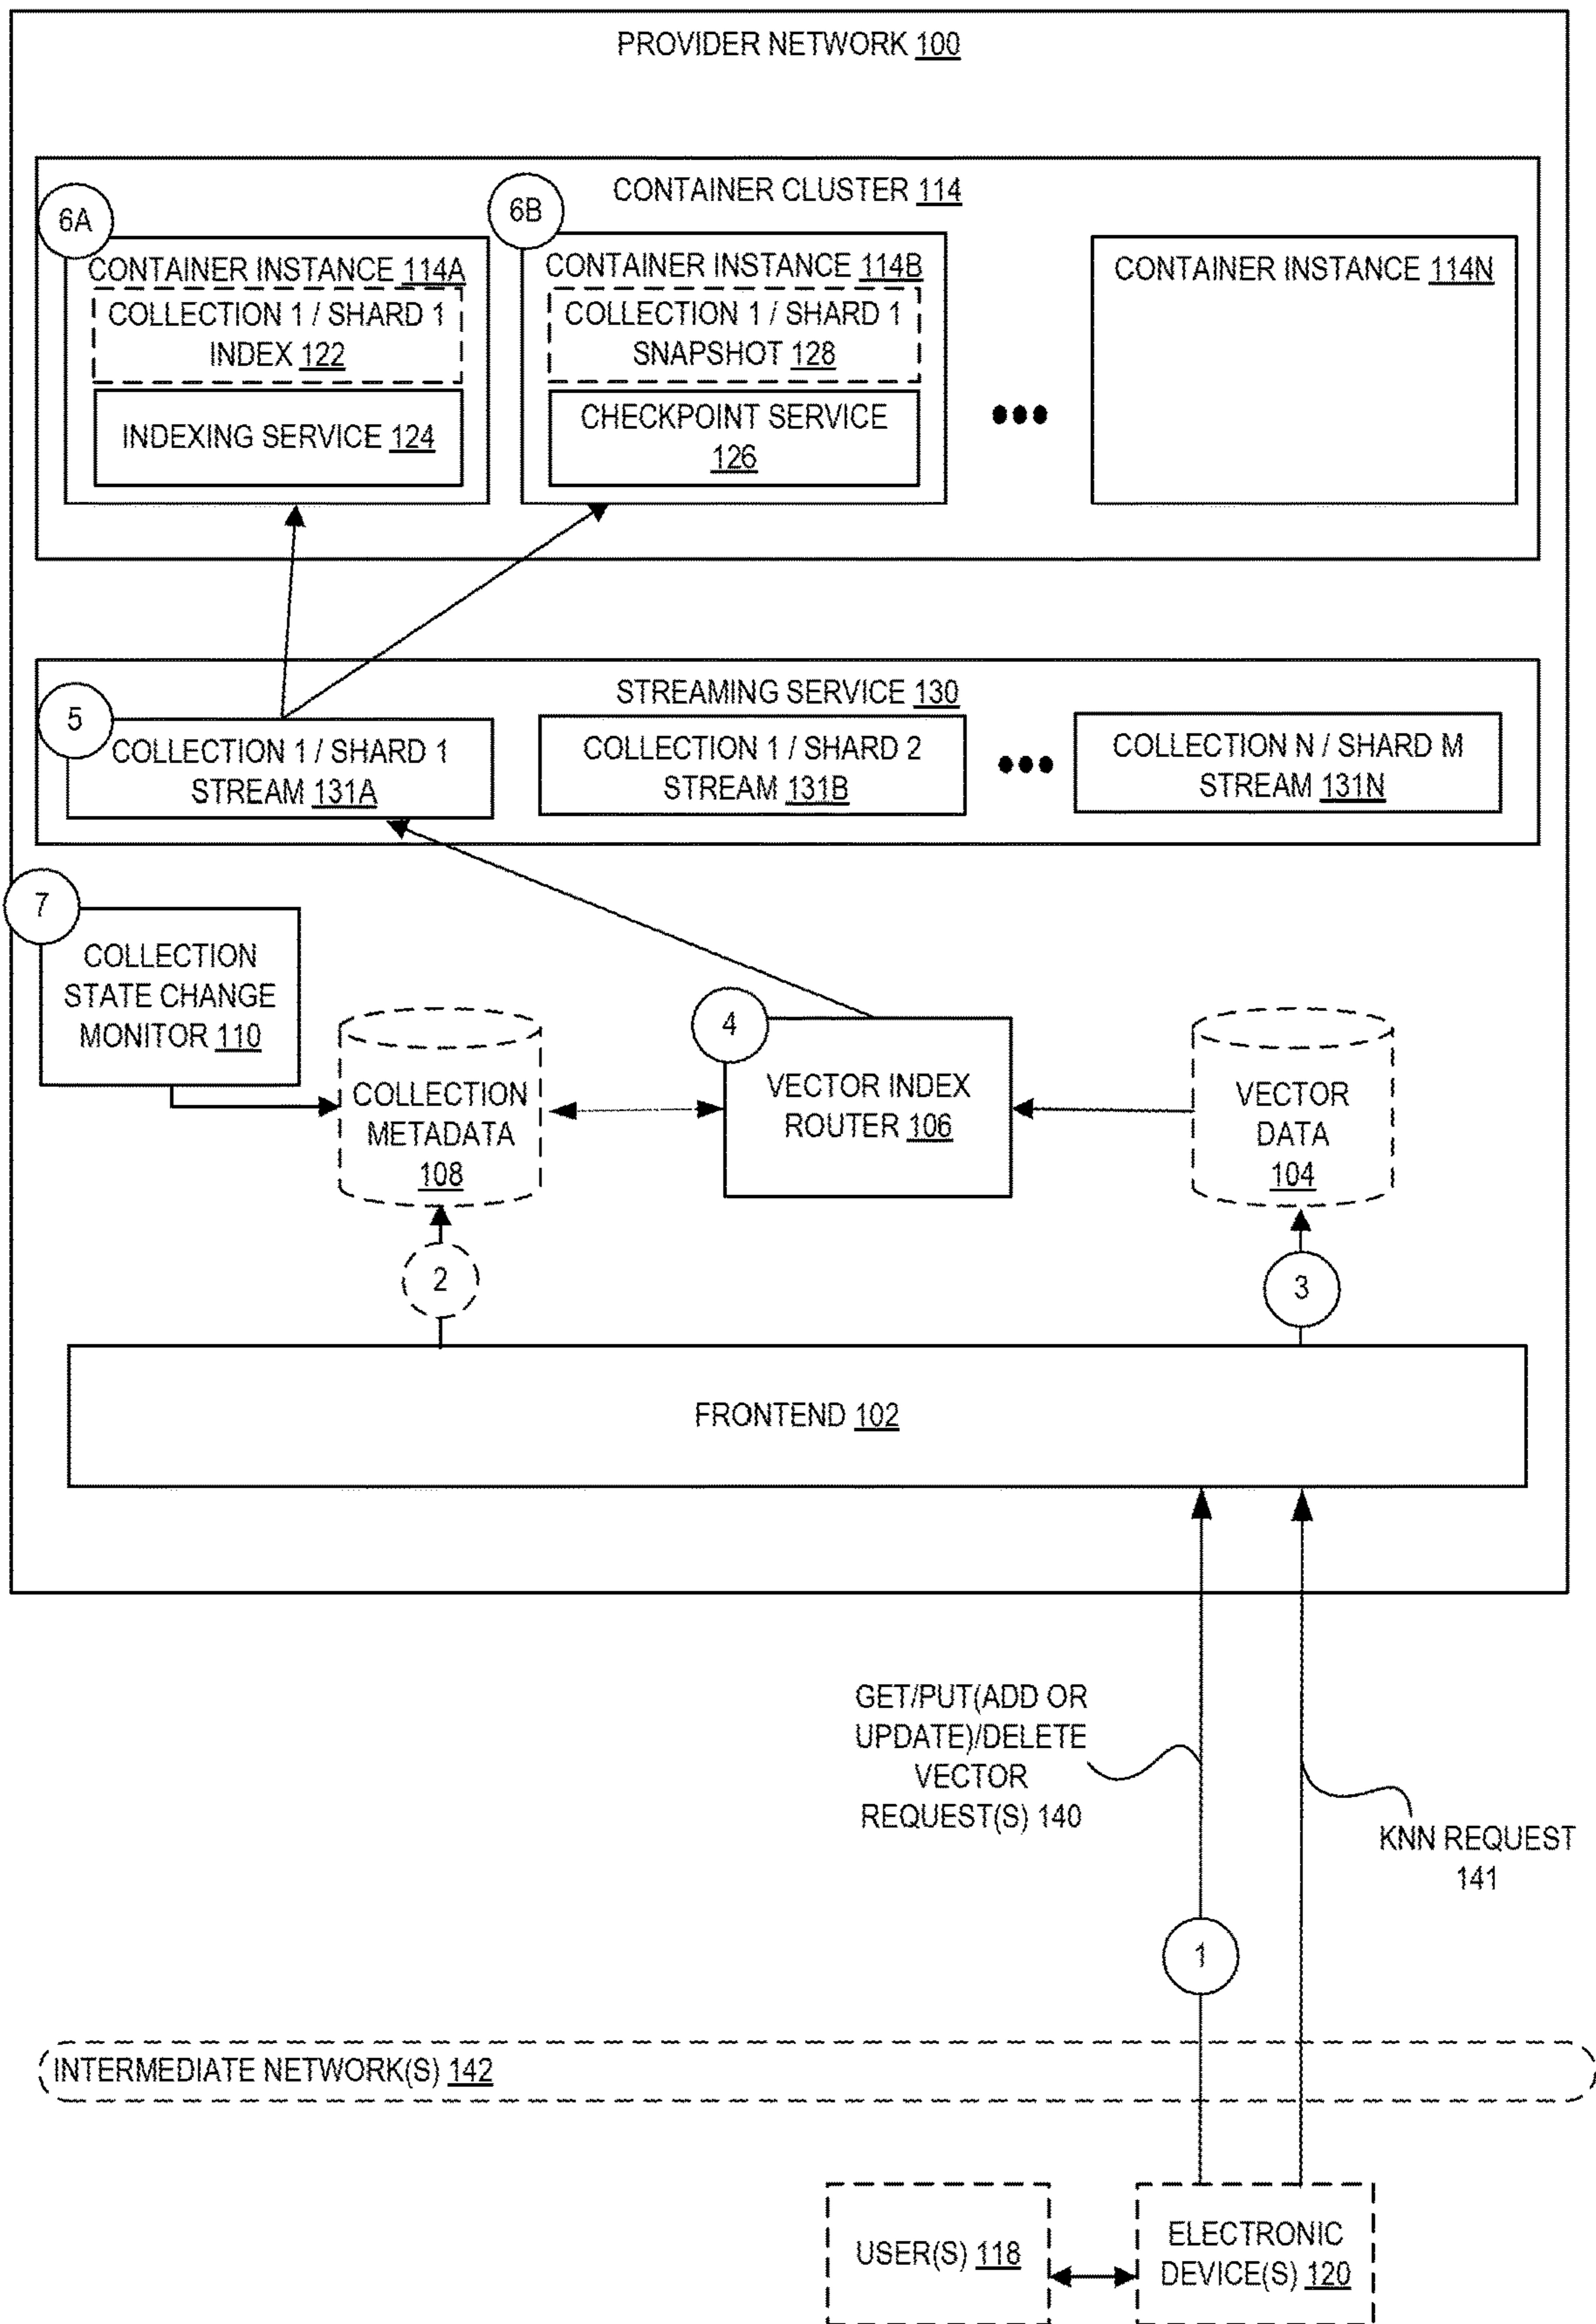 PROVIDER NETWORK 100
CONTAINER CLUSTER 114
6A
CONTAINER INSTANCE 114A
COLLECTION 1 / SHARD 1
INDEX 122
INDEXING SERVICE 124
6B
CONTAINER INSTANCE 114B
COLLECTION 1 / SHARD 1
SNAPSHOT 128
CHECKPOINT SERVICE
126
CONTAINER INSTANCE 114N
STREAMING SERVICE 130
5
COLLECTION 1 / SHARD 1
STREAM 131A
COLLECTION 1 / SHARD 2
STREAM 131B
COLLECTION N / SHARD M
STREAM 131N
7
COLLECTION
STATE CHANGE
MONITOR 110
COLLECTION
METADATA
108
4
VECTOR INDEX
ROUTER 106
VECTOR
DATA
104
2
3
FRONTEND 102
GET/PUT(ADD OR
UPDATE)/DELETE
VECTOR
REQUEST(S) 140
KNN REQUEST
141
1
INTERMEDIATE NETWORK(S) 142
USER(S) 118
ELECTRONIC
DEVICE(S) 120